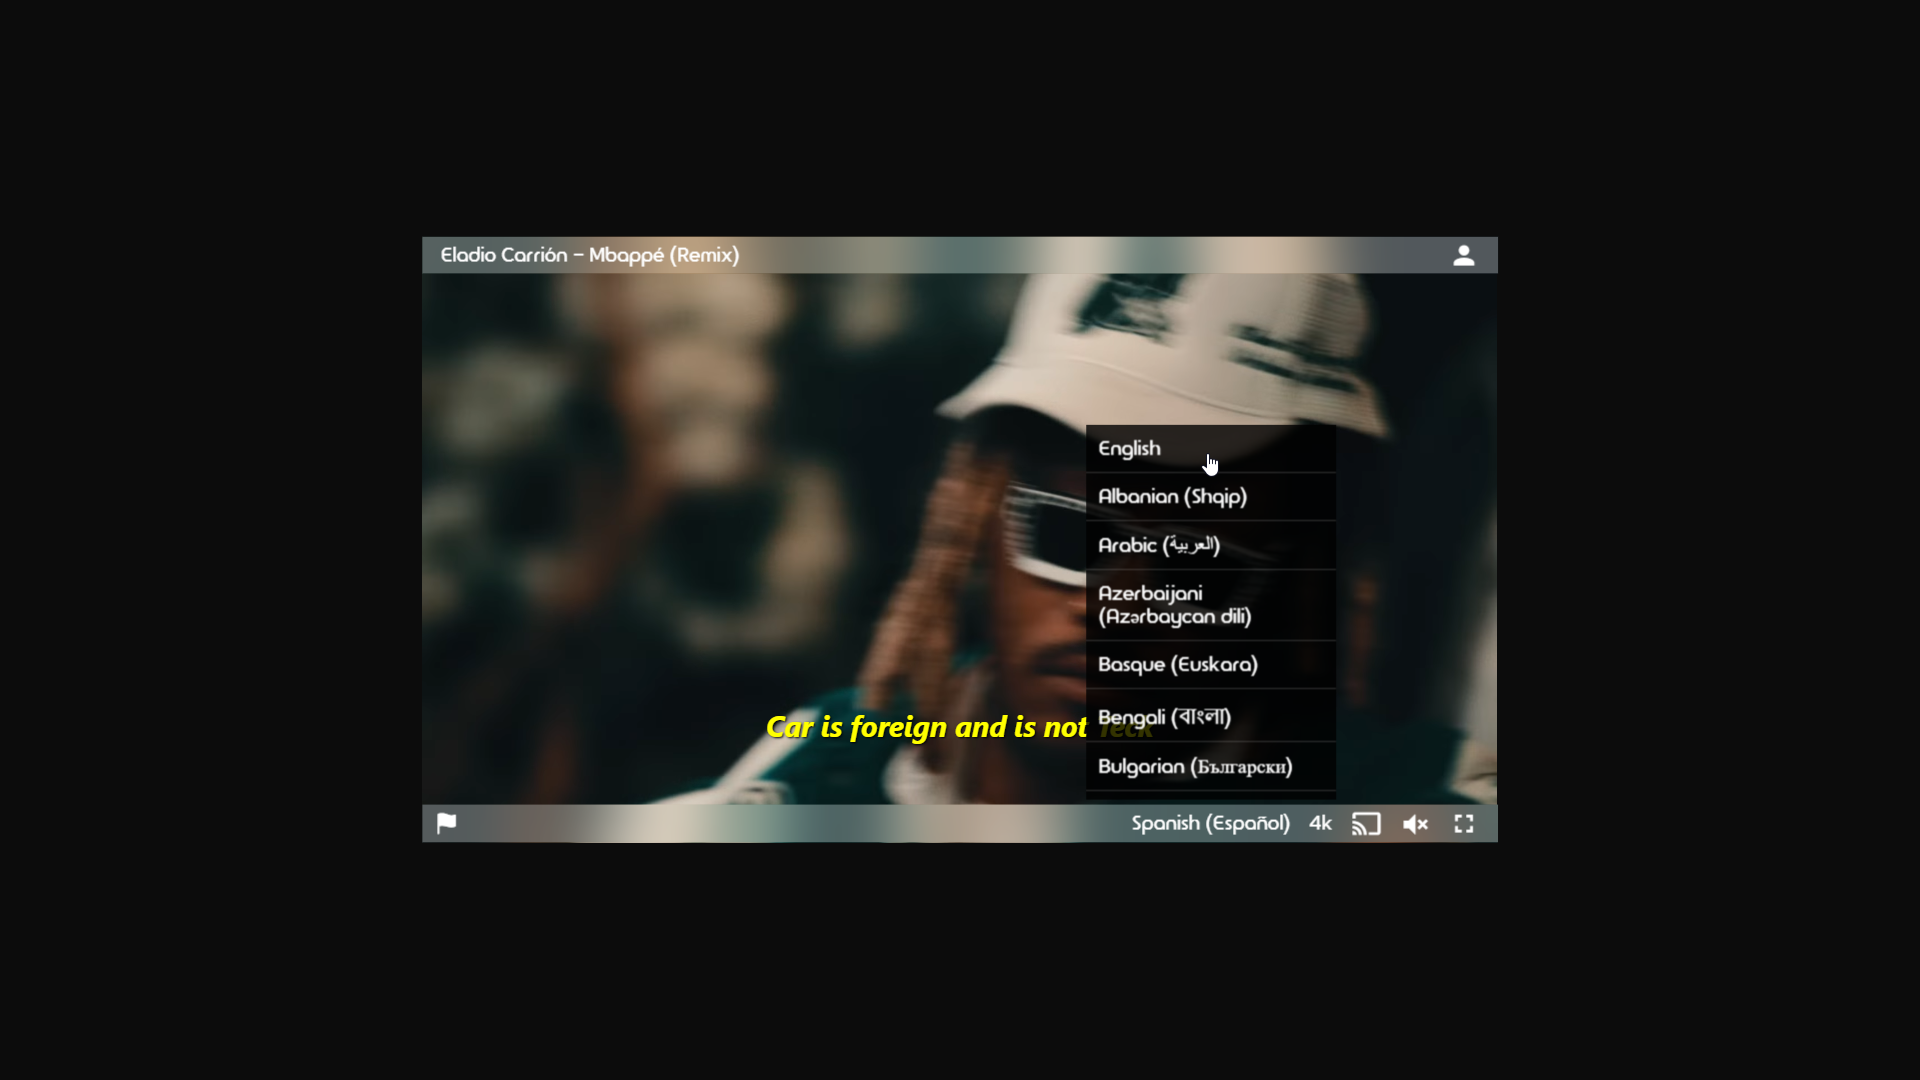 Eladio Carrión – Mbappé (Remix)
English
Albanian (Shqip)
Arabic (العربية)
Azerbaijani
(Azərbaycan dili)
Basque (Euskara)
Bengali (বাংলা)
Car is foreign and is not
Bulgarian (Български)
Spanish (Español) 4k